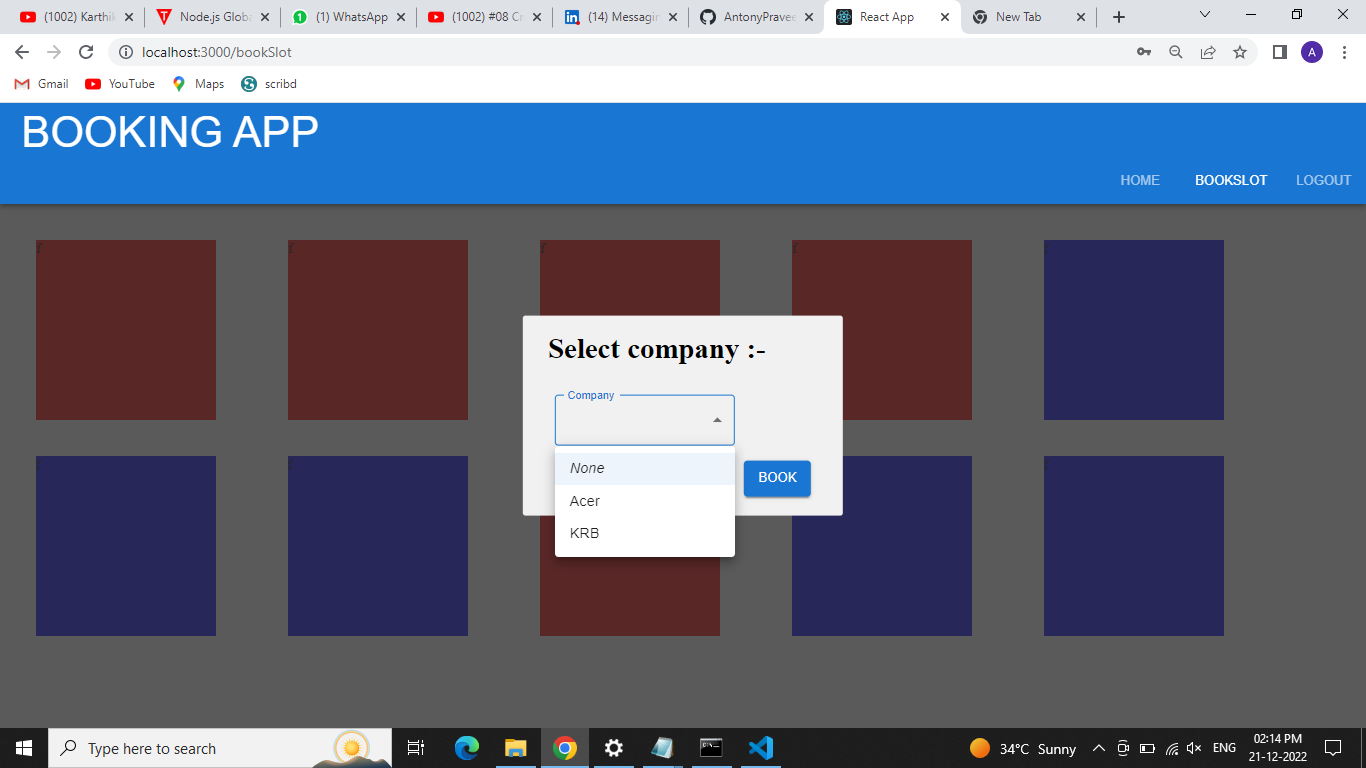 (1002) Karthik
Node.js Globa
(1) WhatsApp
(1002) #08 Cr
(14) Messagin
AntonyPravee
React App
New Tab
localhost:3000/bookSlot
A
Gmail
YouTube
Maps
scribd
BOOKING APP
HOME
BOOKSLOT
LOGOUT
Select company :-
Company
None
Acer
KRB
BOOK
Type here to search
34°C Sunny
ENG
02:14 PM
21-12-2022